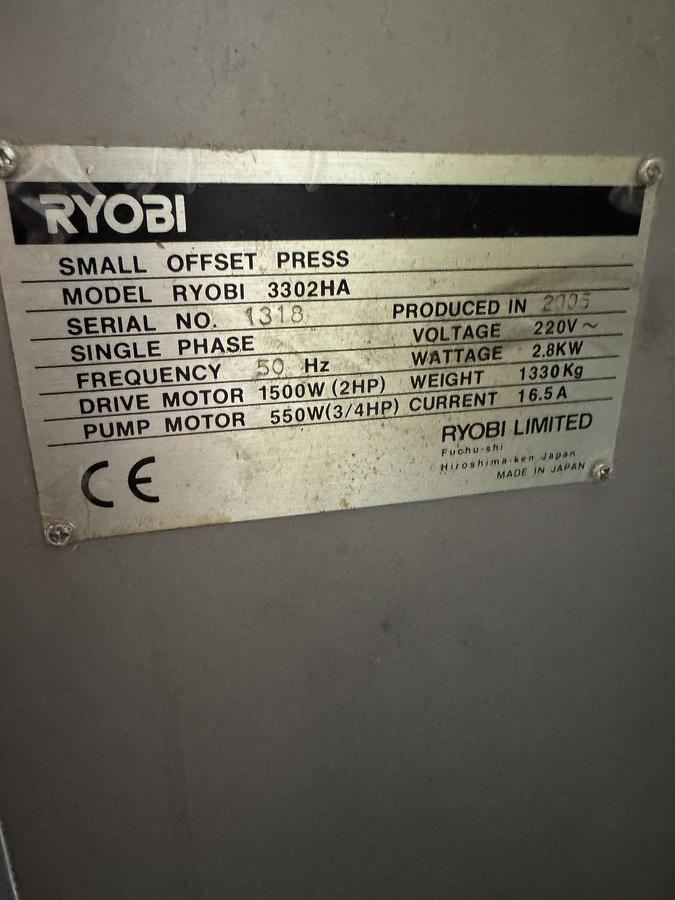 RYOBI
SMALL OFFSET PRESS
MODEL RYOBI 3302HA
SERIAL NO. 1318 PRODUCED IN 2005
SINGLE PHASE VOLTAGE 220V~
FREQUENCY 50 Hz WATTAGE 2.8KW
DRIVE MOTOR 1500W (2HP) WEIGHT 1330Kg
PUMP MOTOR 550W(3/4HP) CURRENT 16.5A
RYOBI LIMITED
Fuchu-shi
Hiroshima-ken Japan
MADE IN JAPAN
CE